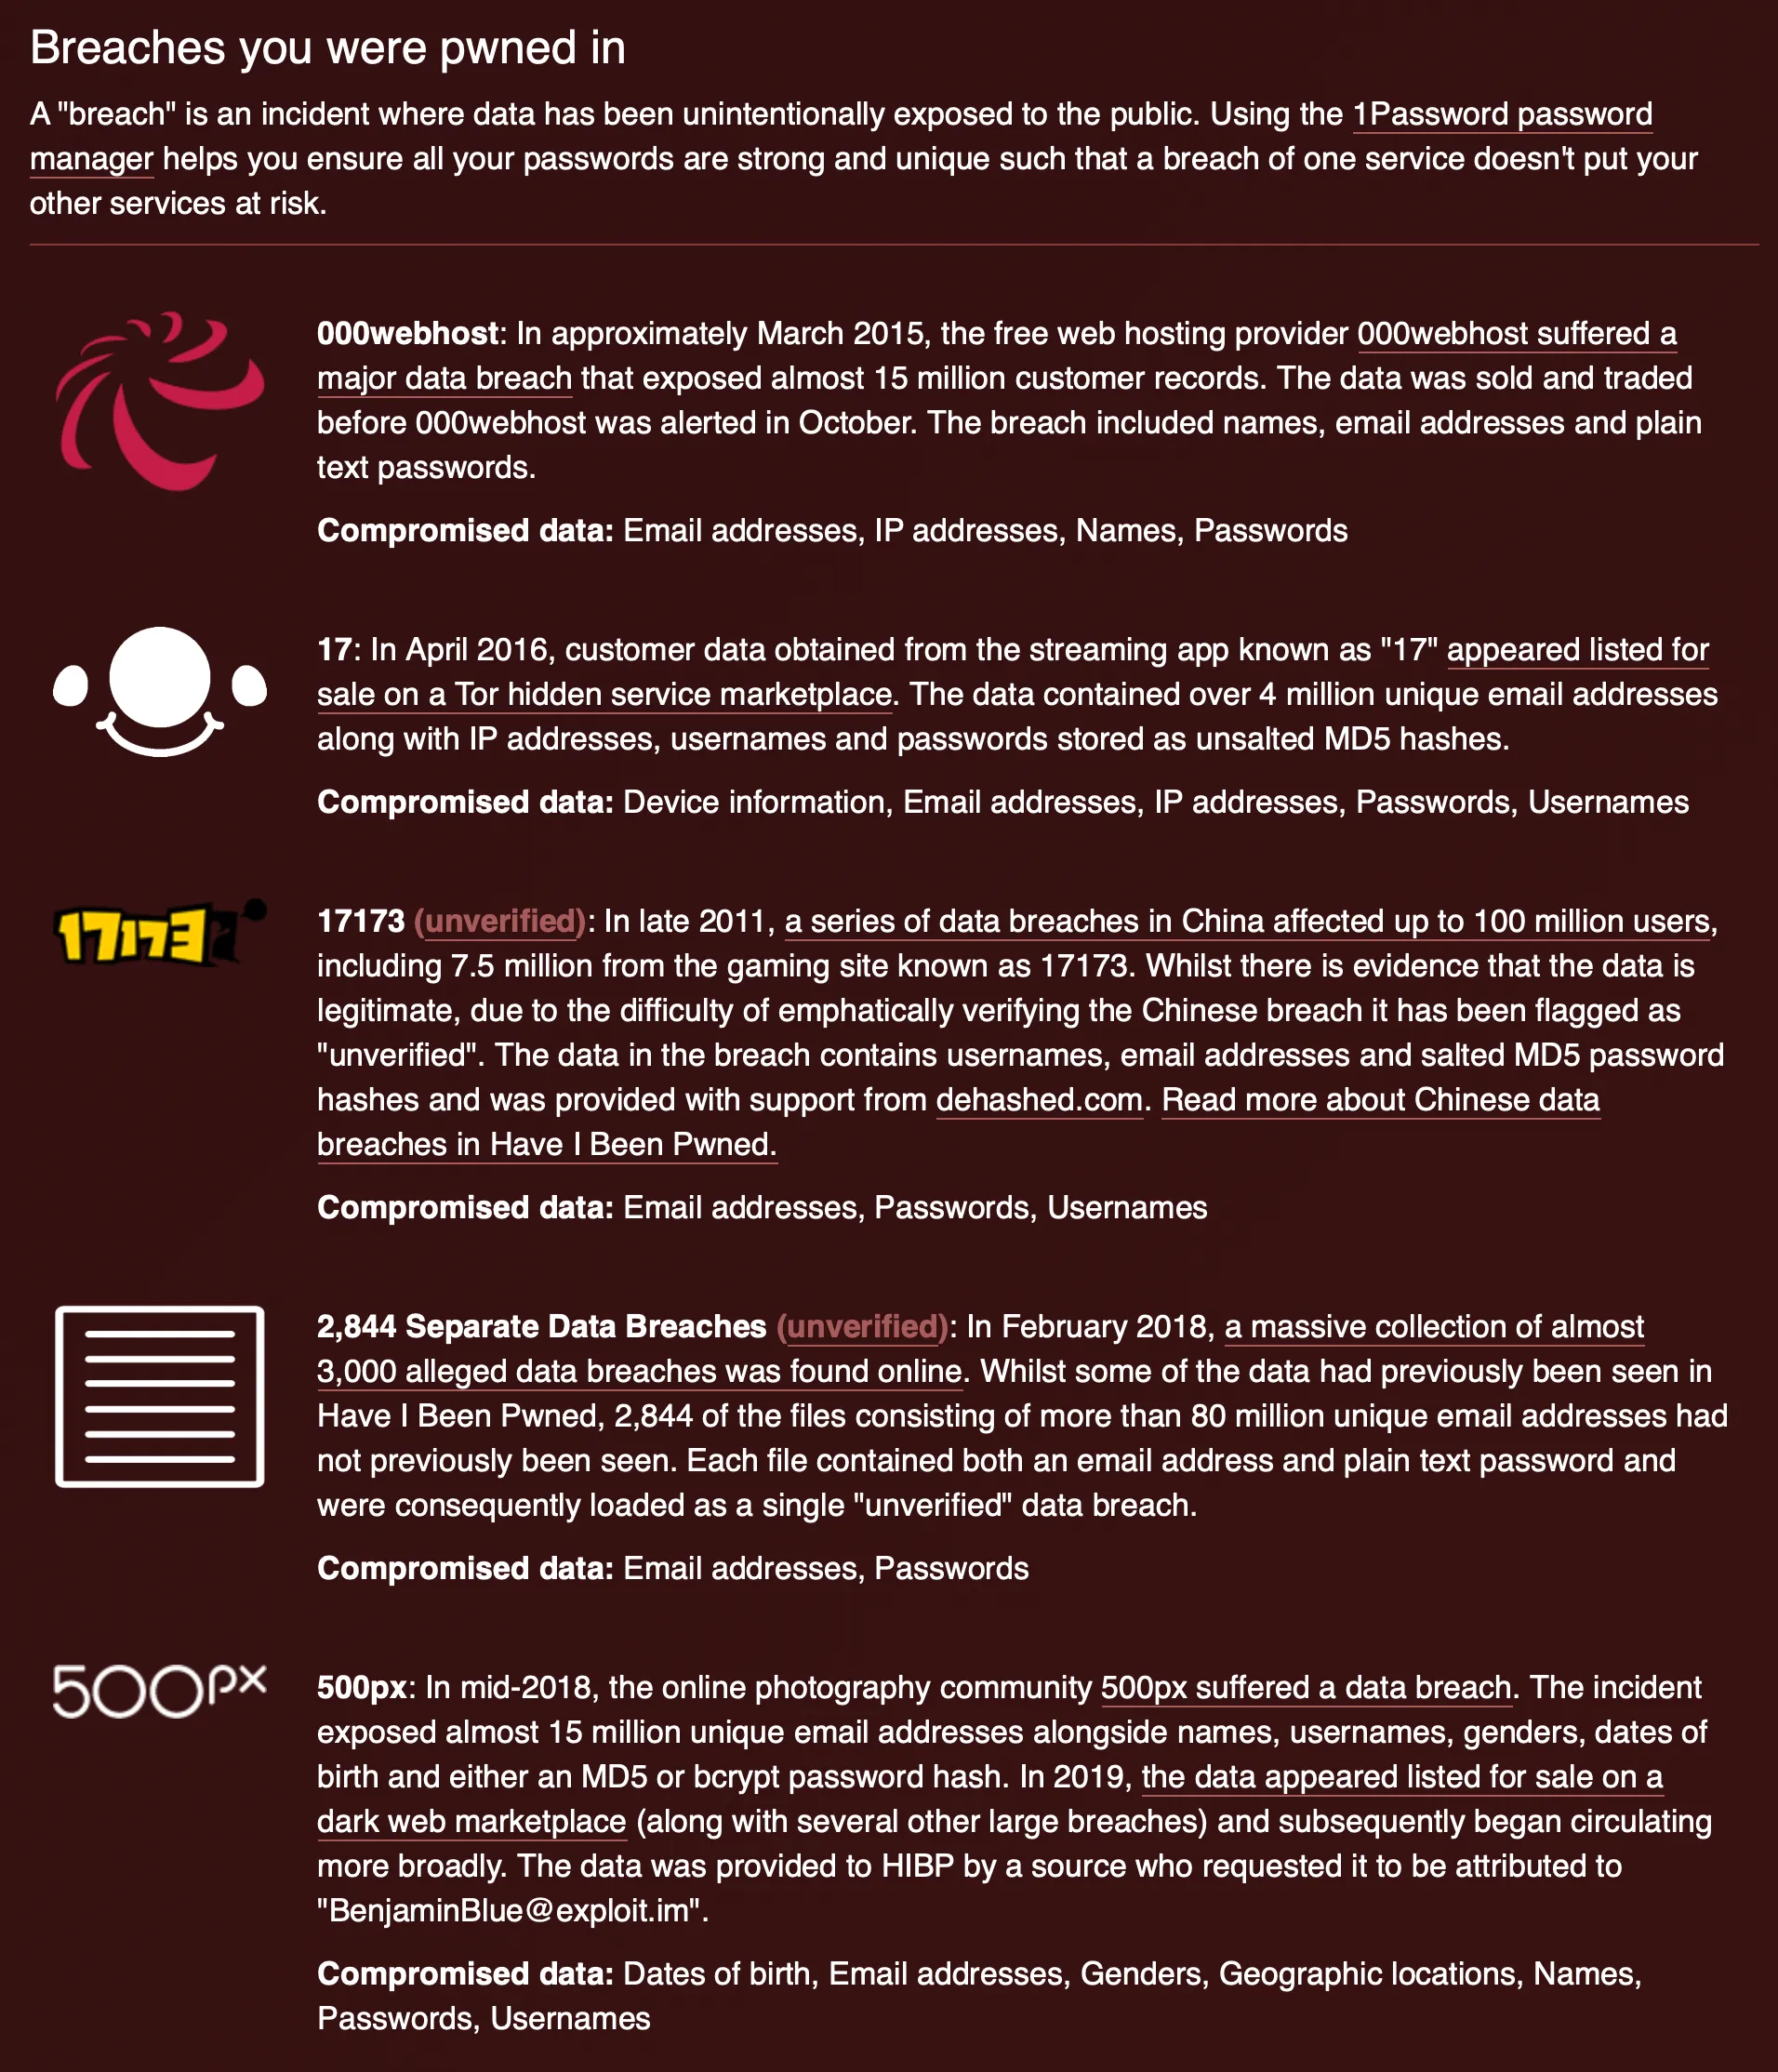 Breaches you were pwned in
A "breach" is an incident where data has been unintentionally exposed to the public. Using the 1Password password
manager helps you ensure all your passwords are strong and unique such that a breach of one service doesn't put your
other services at risk.
000webhost: In approximately March 2015, the free web hosting provider 000webhost suffered a
major data breach that exposed almost 15 million customer records. The data was sold and traded
before 000webhost was alerted in October. The breach included names, email addresses and plain
text passwords.
Compromised data: Email addresses, IP addresses, Names, Passwords
17: In April 2016, customer data obtained from the streaming app known as "17" appeared listed for
sale on a Tor hidden service marketplace. The data contained over 4 million unique email addresses
along with IP addresses, usernames and passwords stored as unsalted MD5 hashes.
Compromised data: Device information, Email addresses, IP addresses, Passwords, Usernames
17173
17173 (unverified): In late 2011, a series of data breaches in China affected up to 100 million users,
including 7.5 million from the gaming site known as 17173. Whilst there is evidence that the data is
legitimate, due to the difficulty of emphatically verifying the Chinese breach it has been flagged as
"unverified". The data in the breach contains usernames, email addresses and salted MD5 password
hashes and was provided with support from dehashed.com. Read more about Chinese data
breaches in Have I Been Pwned.
Compromised data: Email addresses, Passwords, Usernames
2,844 Separate Data Breaches (unverified): In February 2018, a massive collection of almost
3,000 alleged data breaches was found online. Whilst some of the data had previously been seen in
Have I Been Pwned, 2,844 of the files consisting of more than 80 million unique email addresses had
not previously been seen. Each file contained both an email address and plain text password and
were consequently loaded as a single "unverified" data breach.
Compromised data: Email addresses, Passwords
500px
500px: In mid-2018, the online photography community 500px suffered a data breach. The incident
exposed almost 15 million unique email addresses alongside names, usernames, genders, dates of
birth and either an MD5 or bcrypt password hash. In 2019, the data appeared listed for sale on a
dark web marketplace (along with several other large breaches) and subsequently began circulating
more broadly. The data was provided to HIBP by a source who requested it to be attributed to
"BenjaminBlue@exploit.im".
Compromised data: Dates of birth, Email addresses, Genders, Geographic locations, Names,
Passwords, Usernames